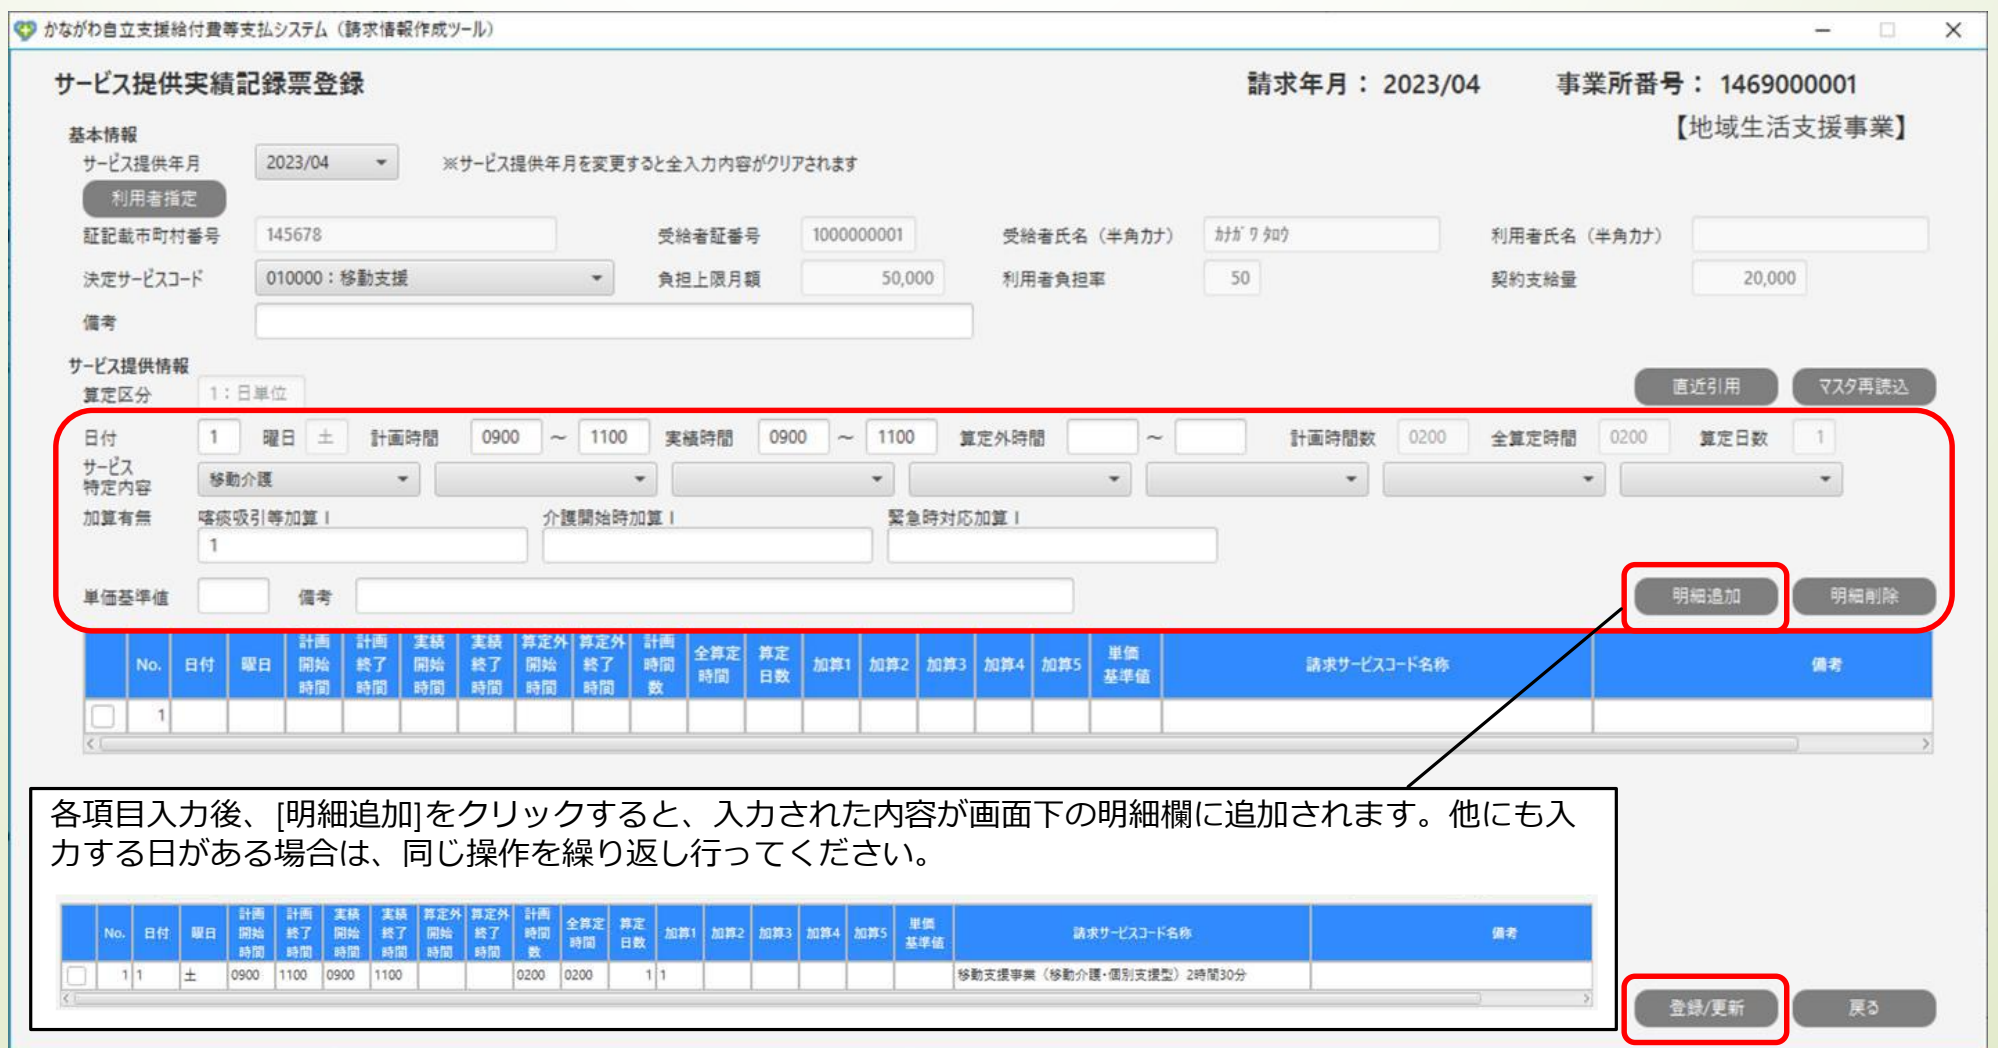 かながわ自立支援給付費等支払システム（請求情報作成ツール）
サービス提供実績記録票登録
請求年月： 2023/04 事業所番号： 1469000001
【地域生活支援事業】
基本情報
サービス提供年月 2023/04 ※サービス提供年月を変更すると全入力内容がクリアされます
利用者指定
証記載市町村番号 145678 受給者証番号 1000000001 受給者氏名（半角カナ） ｶﾅｶﾞﾜ ﾀﾛｳ 利用者氏名（半角カナ）
決定サービスコード 010000：移動支援 負担上限月額 50,000 利用者負担率 50 契約支給量 20,000
備考
サービス提供情報
算定区分 1：日単位 直近引用 マスタ再読込
日付 1 曜日 土 計画時間 0900 ～ 1100 実績時間 0900 ～ 1100 算定外時間 ～ 計画時間数 0200 全算定時間 0200 算定日数 1
サービス
特定内容 移動介護
加算有無 喀痰吸引等加算Ⅰ 介護開始時加算Ⅰ 緊急時対応加算Ⅰ
1
単価基準値 備考 明細追加 明細削除
No. 日付 曜日 計画開始時間 計画終了時間 実績開始時間 実績終了時間 算定外開始時間 算定外終了時間 計画時間数 全算定時間 算定日数 加算1 加算2 加算3 加算4 加算5 単価基準値 請求サービスコード名称 備考
1
各項目入力後、[明細追加]をクリックすると、入力された内容が画面下の明細欄に追加されます。他にも入
力する日がある場合は、同じ操作を繰り返し行ってください。
No. 日付 曜日 計画開始時間 計画終了時間 実績開始時間 実績終了時間 算定外開始時間 算定外終了時間 計画時間数 全算定時間 算定日数 加算1 加算2 加算3 加算4 加算5 単価基準値 請求サービスコード名称 備考
1 1 土 0900 1100 0900 1100 0200 0200 1 1 移動支援事業（移動介護・個別支援型）2時間30分
登録/更新 戻る